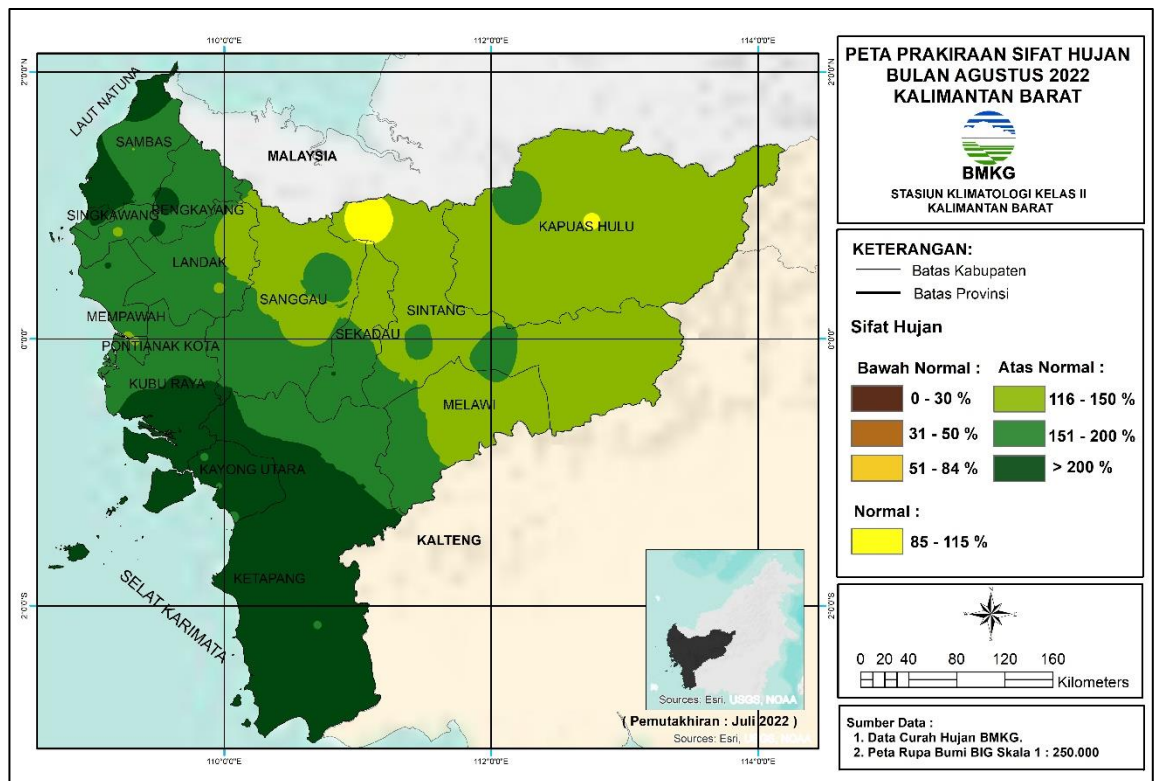 110°0'0"E
112°0'0"E
114°0'0"E
2°0'0"N
2°0'0"N
LAUT NATUNA
SAMBAS
MALAYSIA
SINGKAWANG
BENGKAYANG
KAPUAS HULU
LANDAK
SANGGAU
SINTANG
MEMPAWAH
SEKADAU
0°0'0"
0°0'0"
PONTIANAK KOTA
KUBU RAYA
MELAWI
KAYONG UTARA
KALTENG
KETAPANG
SELAT KARIMATA
2°0'0"S
2°0'0"S
Sources: Esri, USGS, NOAA
( Pemutakhiran : Juli 2022 )
Sources: Esri, USGS, NOAA
110°0'0"E
112°0'0"E
114°0'0"E
PETA PRAKIRAAN SIFAT HUJAN
BULAN AGUSTUS 2022
KALIMANTAN BARAT
BMKG
STASIUN KLIMATOLOGI KELAS II
KALIMANTAN BARAT
KETERANGAN:
Batas Kabupaten
Batas Provinsi
Sifat Hujan
Bawah Normal :
0 - 30 %
31 - 50 %
51 - 84 %
Atas Normal :
116 - 150 %
151 - 200 %
> 200 %
Normal :
85 - 115 %
0 20 40 80 120 160
Kilometers
Sumber Data :
1. Data Curah Hujan BMKG.
2. Peta Rupa Bumi BIG Skala 1 : 250.000